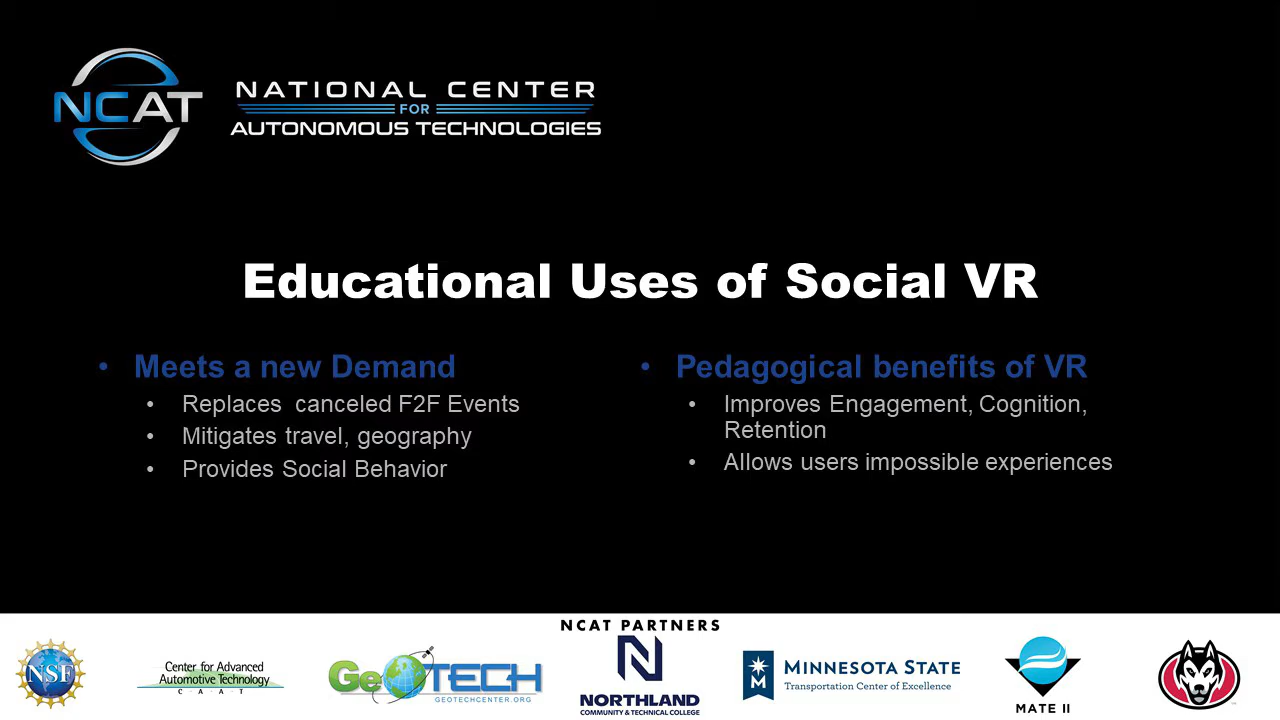 NCAT
NATIONAL CENTER
FOR
AUTONOMOUS TECHNOLOGIES
Educational Uses of Social VR
• Meets a new Demand
• Replaces  canceled F2F Events
• Mitigates travel, geography
• Provides Social Behavior
• Pedagogical benefits of VR
• Improves Engagement, Cognition,
Retention
• Allows users impossible experiences
NCAT PARTNERS
NSF
Center for Advanced
Automotive Technology
C A A T
GeOTECH
GEOTECHCENTER.ORG
N
NORTHLAND
COMMUNITY & TECHNICAL COLLEGE
M
MINNESOTA STATE
Transportation Center of Excellence
MATE II